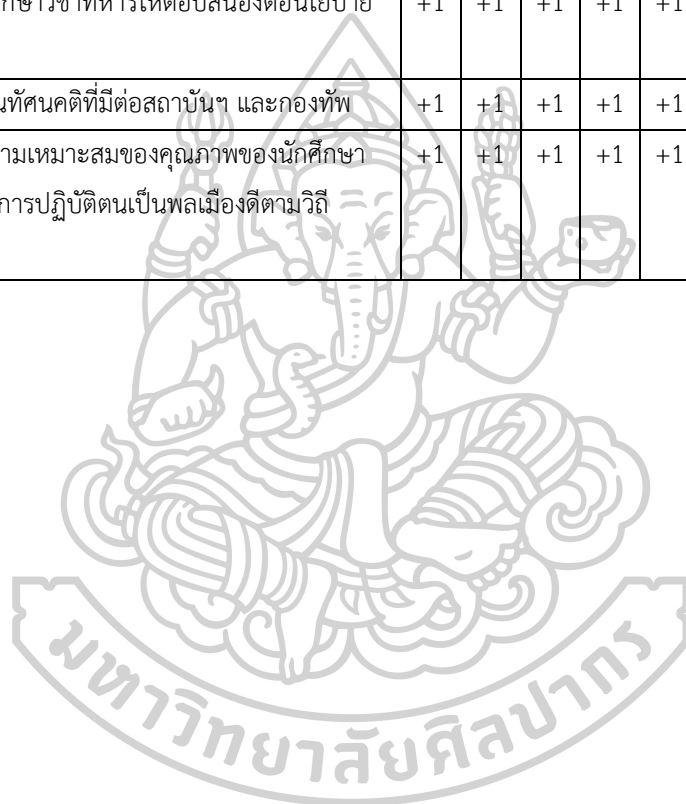 กษาวิชาทหารให้ตอบสนองต่อนโยบาย +1 +1 +1 +1 +1
นทัศนคติที่มีต่อสถาบันฯ และกองทัพ +1 +1 +1 +1 +1
ามเหมาะสมของคุณภาพของนักศึกษา +1 +1 +1 +1 +1
การปฏิบัติตนเป็นพลเมืองดีตามวิถี
มหาวิทยาลัยศิลปากร